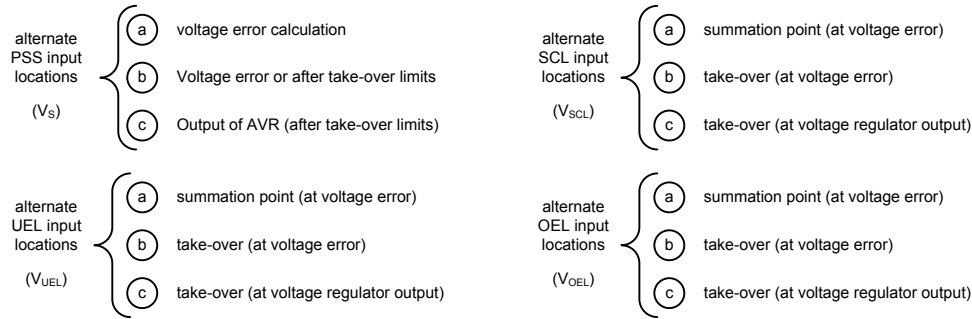 alternate
PSS input
locations
(VS)
a voltage error calculation
b Voltage error or after take-over limits
c Output of AVR (after take-over limits)
alternate
SCL input
locations
(VSCL)
a summation point (at voltage error)
b take-over (at voltage error)
c take-over (at voltage regulator output)
alternate
UEL input
locations
(VUEL)
a summation point (at voltage error)
b take-over (at voltage error)
c take-over (at voltage regulator output)
alternate
OEL input
locations
(VOEL)
a summation point (at voltage error)
b take-over (at voltage error)
c take-over (at voltage regulator output)